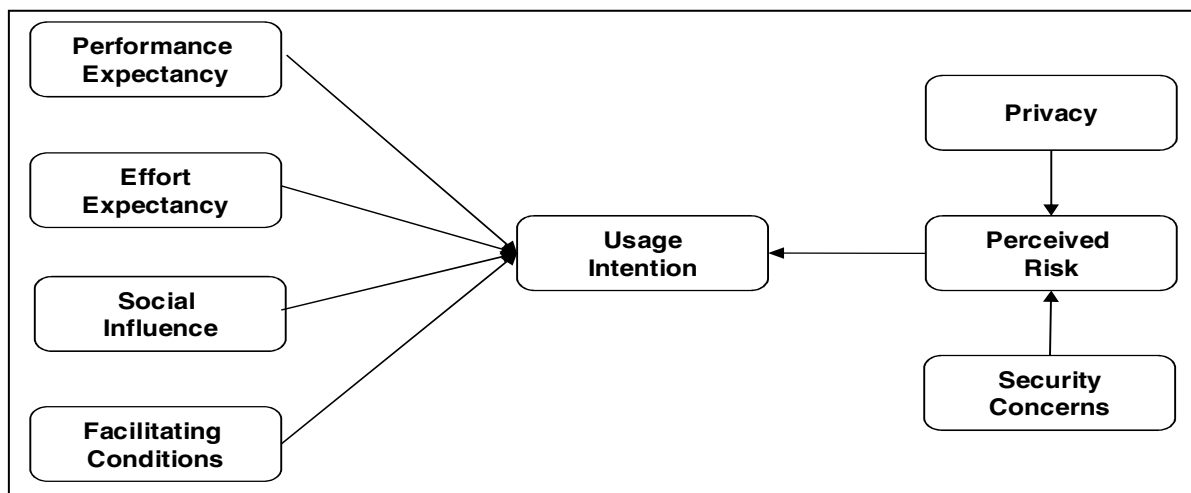 Performance
Expectancy
Effort
Expectancy
Social
Influence
Facilitating
Conditions
Usage
Intention
Privacy
Perceived
Risk
Security
Concerns